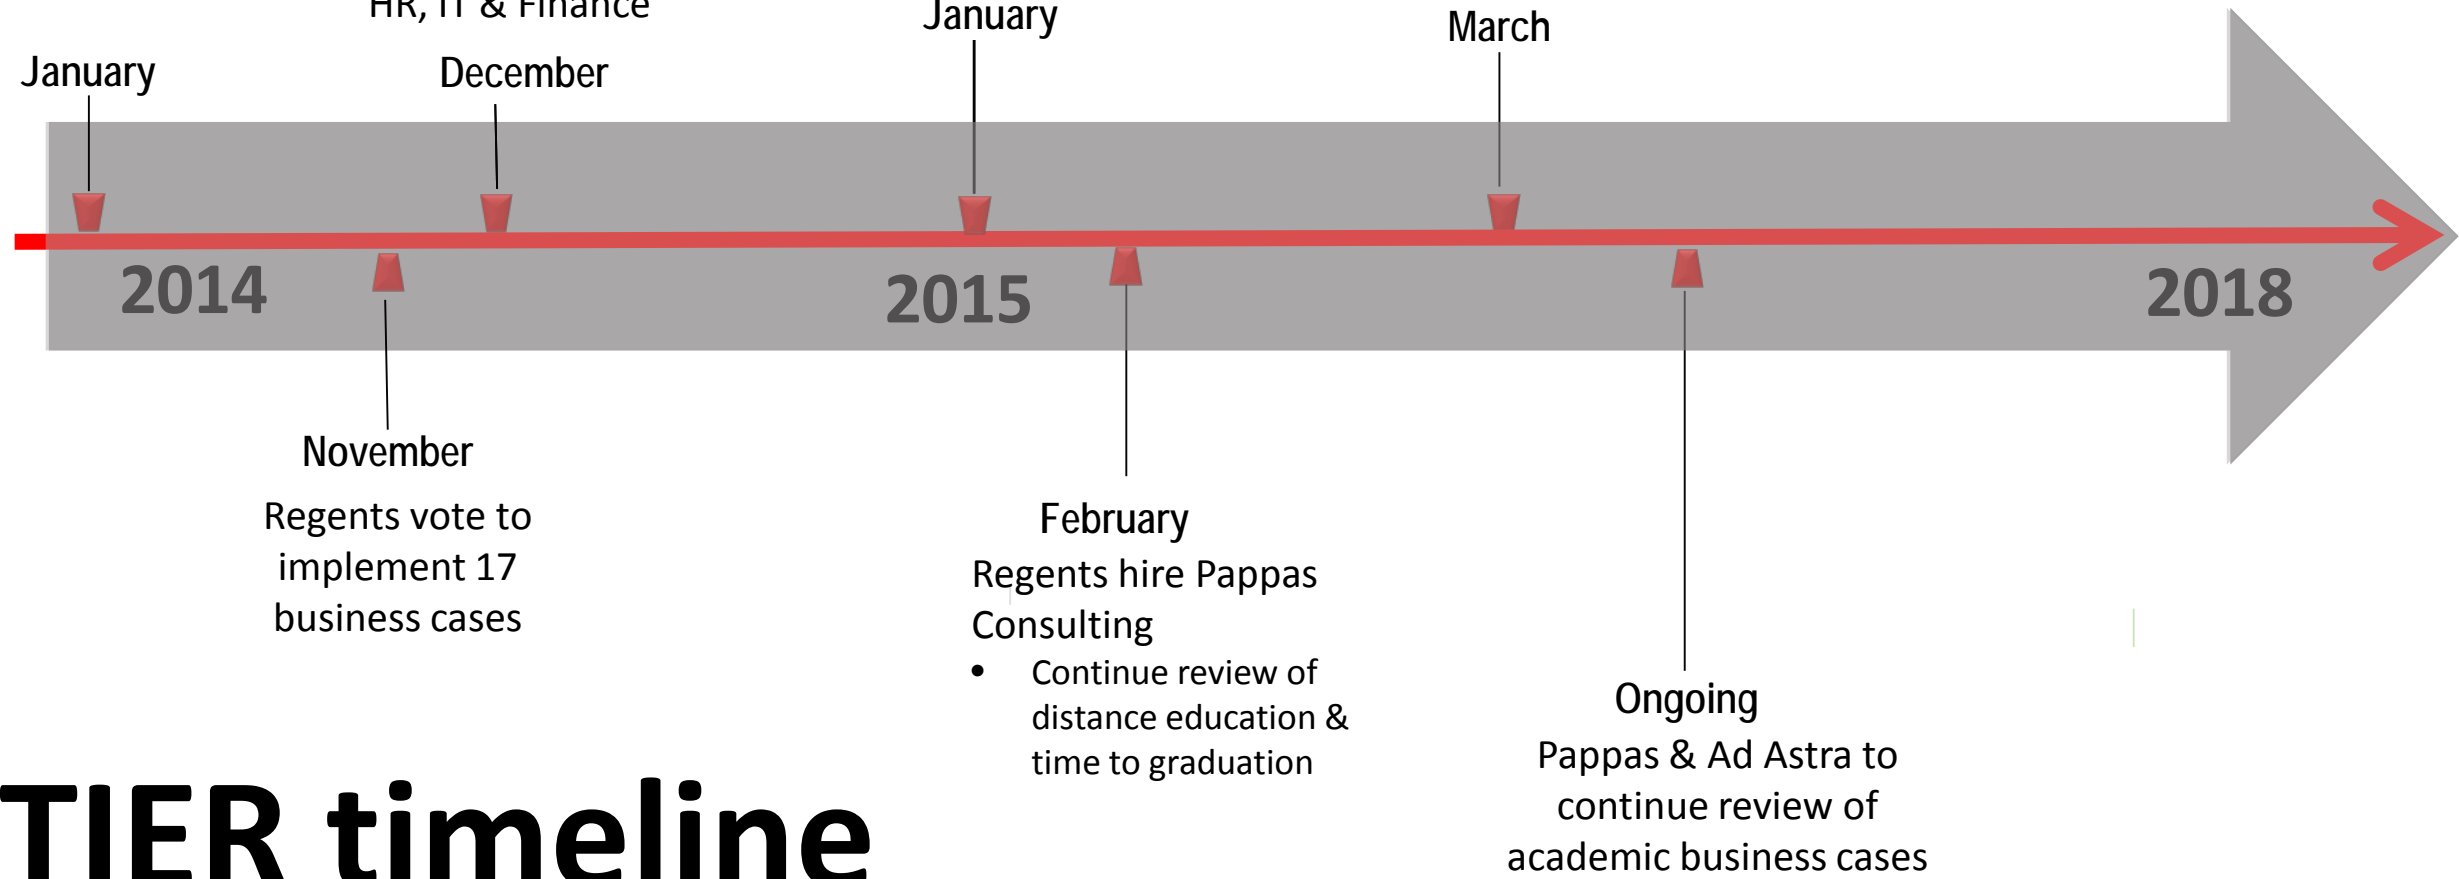 HR, IT & Finance
January
March
January
December
2014
2015
2018
November
Regents vote to
implement 17
business cases
February
Regents hire Pappas
Consulting
• Continue review of
distance education &
time to graduation
Ongoing
Pappas & Ad Astra to
continue review of
academic business cases
TIER timeline